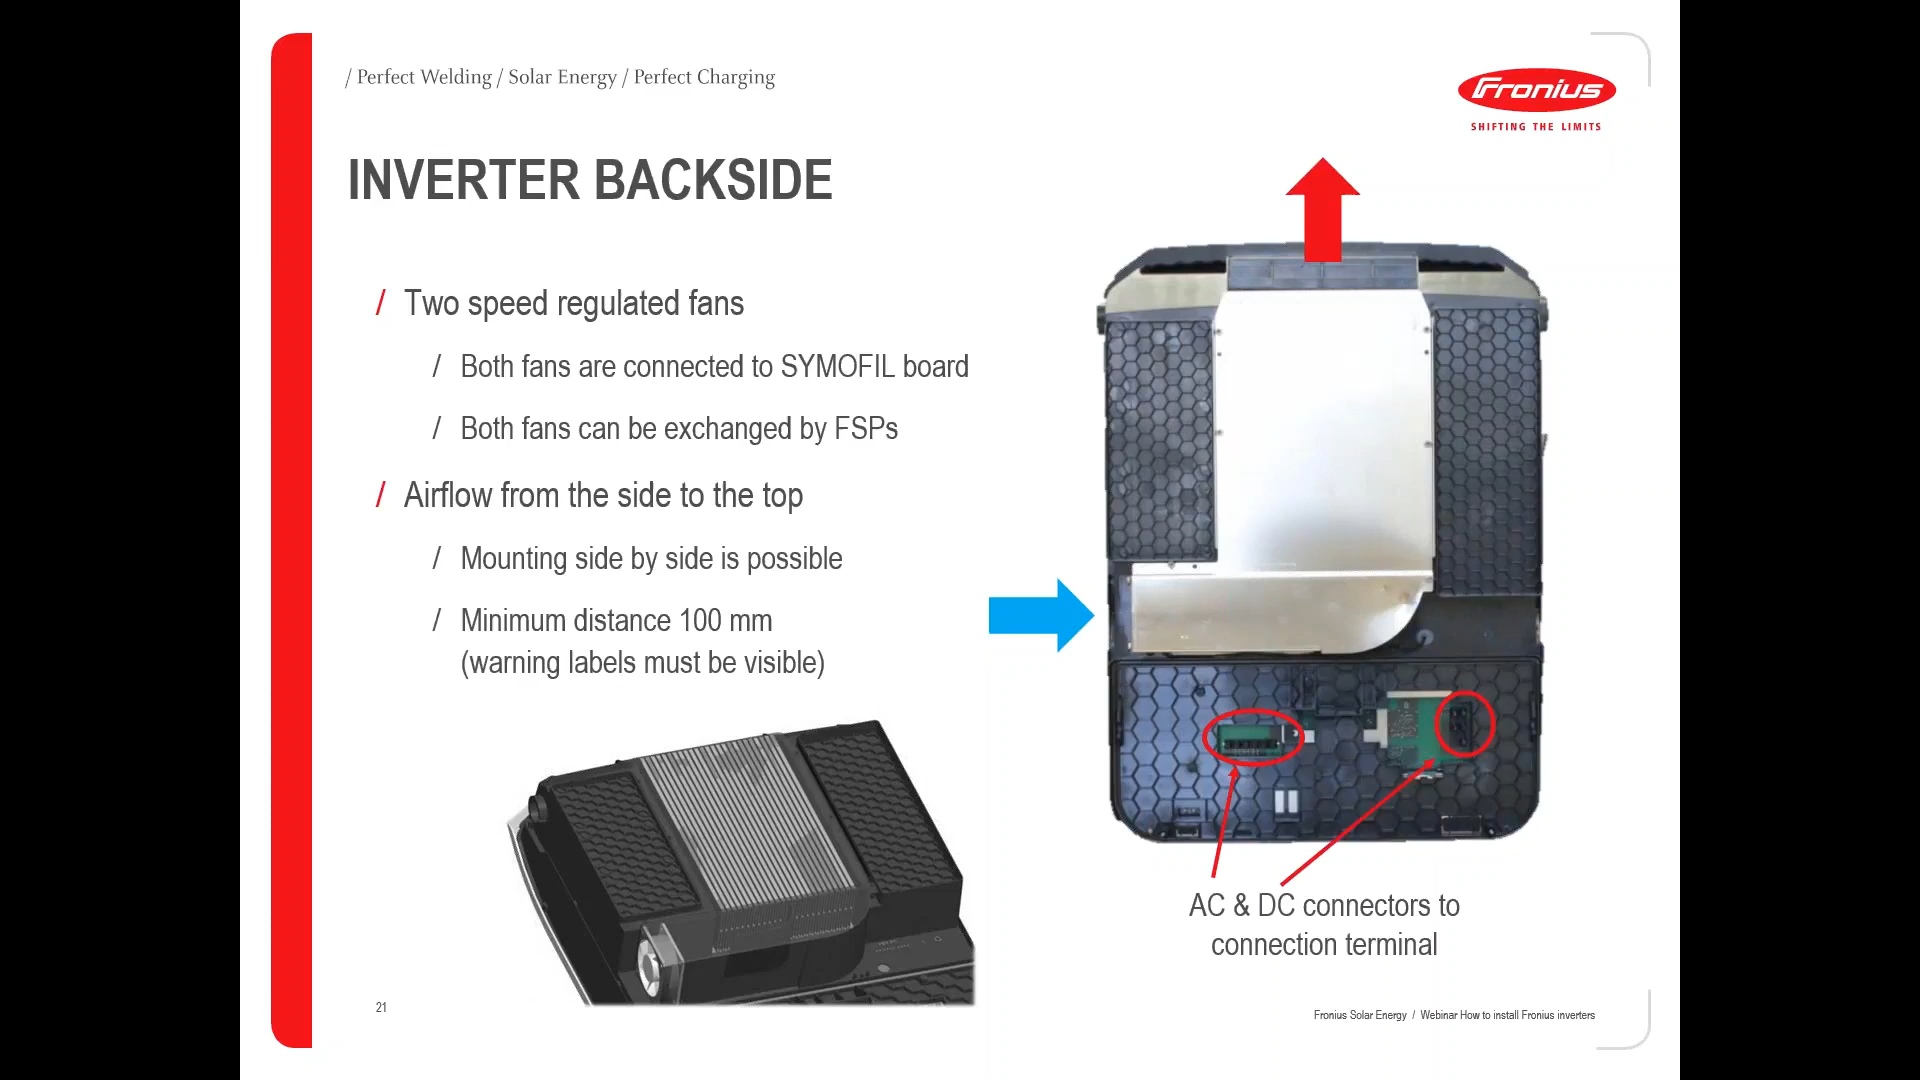 / Perfect Welding / Solar Energy / Perfect Charging
Fronius
SHIFTING THE LIMITS
INVERTER BACKSIDE
/ Two speed regulated fans
/ Both fans are connected to SYMOFIL board
/ Both fans can be exchanged by FSPs
/ Airflow from the side to the top
/ Mounting side by side is possible
/ Minimum distance 100 mm
(warning labels must be visible)
AC & DC connectors to
connection terminal
21
Fronius Solar Energy / Webinar How to install Fronius inverters